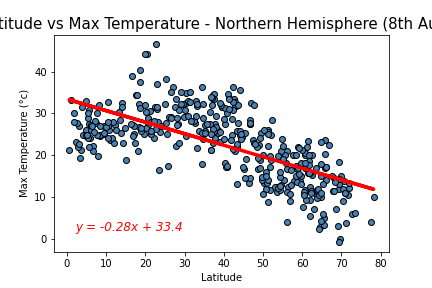 titude vs Max Temperature - Northern Hemisphere (8th Au
Max Temperature (°c)
40
30
20
10
0
y = -0.28x + 33.4
0 10 20 30 40 50 60 70 80
Latitude